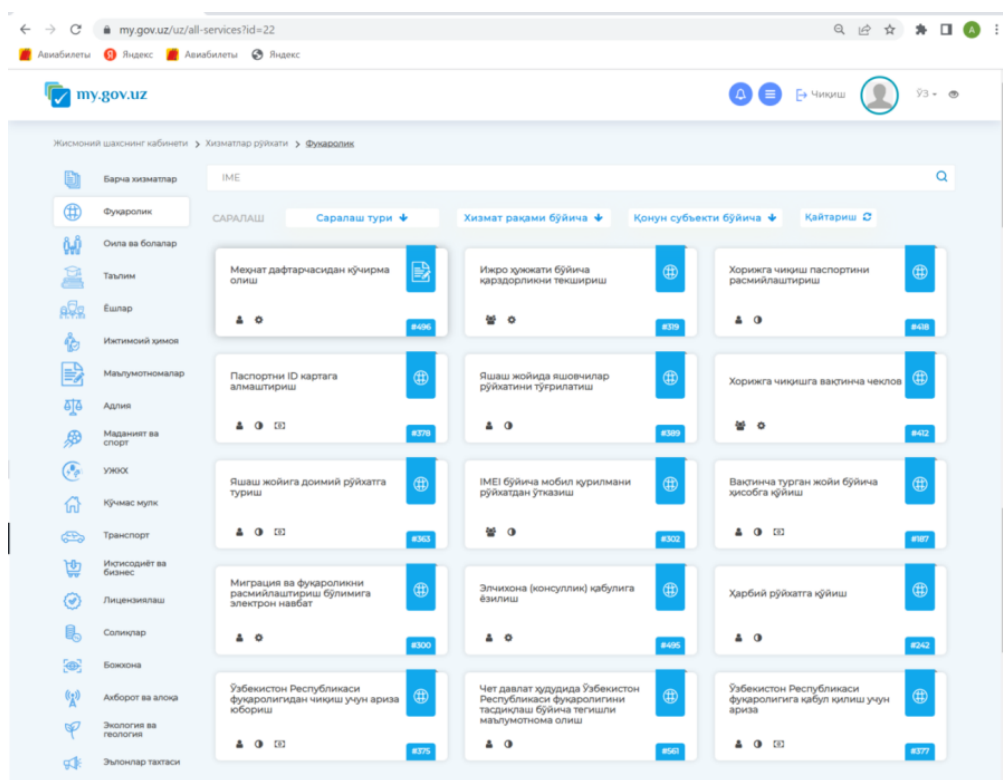 my.gov.uz/uz/all-services?id=22
A
Авиабилеты
Яндекс
Авиабилеты
Яндекс
my.gov.uz
Чиқиш
ЎЗ
Жисмоний шахснинг кабинети > Хизматлар рўйхати > Фуқаролик
Барча хизматлар
Фуқаролик
Оила ва болалар
Таълим
Ёшлар
Ижтимоий ҳимоя
Маълумотномалар
Адлия
Маданият ва
спорт
УЖКХ
Кўчмас мулк
Транспорт
Иқтисодиёт ва
бизнес
Лицензиялаш
Солиқлар
Божхона
Ахборот ва алоқа
Экология ва
геология
Эълонлар тахтаси
IME
САРАЛАШ
Саралаш тури
Хизмат рақами бўйича
Қонун субъекти бўйича
Қайтариш
Меҳнат дафтарчасидан кўчирма
олиш
#496
Ижро ҳужжати бўйича
қарздорликни текшириш
#319
Хорижга чиқиш паспортини
расмийлаштириш
#418
Паспортни ID картага
алмаштириш
#378
Яшаш жойида яшовчилар
рўйхатини тўғрилатиш
#389
Хорижга чиқишга вақтинча чеклов
#412
Яшаш жойига доимий рўйхатга
туриш
#363
IMEI бўйича мобил қурилмани
рўйхатдан ўтказиш
#302
Вақтинча турган жойи бўйича
ҳисобга қўйиш
#187
Миграция ва фуқароликни
расмийлаштириш бўлимига
электрон навбат
#300
Элчихона (консуллик) қабулига
ёзилиш
#495
Ҳарбий рўйхатга қўйиш
#242
Ўзбекистон Республикаси
фуқаролигидан чиқиш учун ариза
юбориш
#375
Чет давлат ҳудудида Ўзбекистон
Республикаси фуқаролигини
тасдиқлаш бўйича тегишли
маълумотнома олиш
#561
Ўзбекистон Республикаси
фуқаролигига қабул қилиш учун
ариза
#377